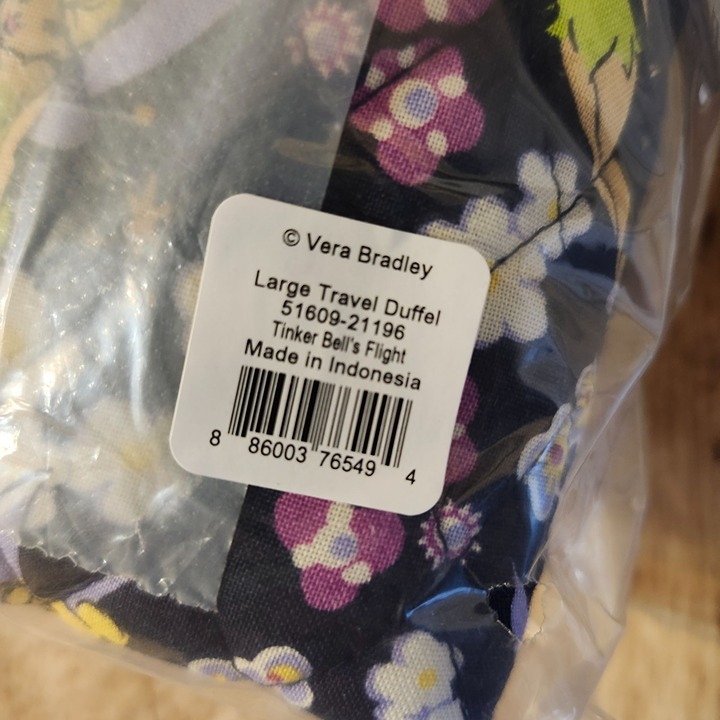 © Vera Bradley
Large Travel Duffel
51609-21196
Tinker Bell's Flight
Made in Indonesia
8 86003 76549 4